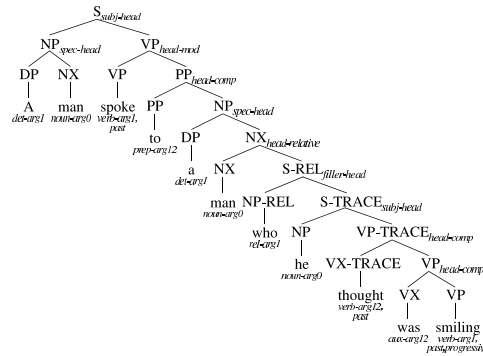 S subj-head
NP spec-head VP head-mod
DP NX VP PP head-comp
A man spoke PP NP spec-head
det-arg1 noun-arg0 verb-arg1, past
to DP NX head-relative
prep-arg12
a NX S-REL filler-head
det-arg1
man NP-REL S-TRACE subj-head
noun-arg0
who NP VP-TRACE head-comp
rel-arg1
he VX-TRACE VP head-comp
noun-arg0
thought VX VP
verb-arg12, past
was smiling
aux-arg12 verb-arg1, past,progressiv